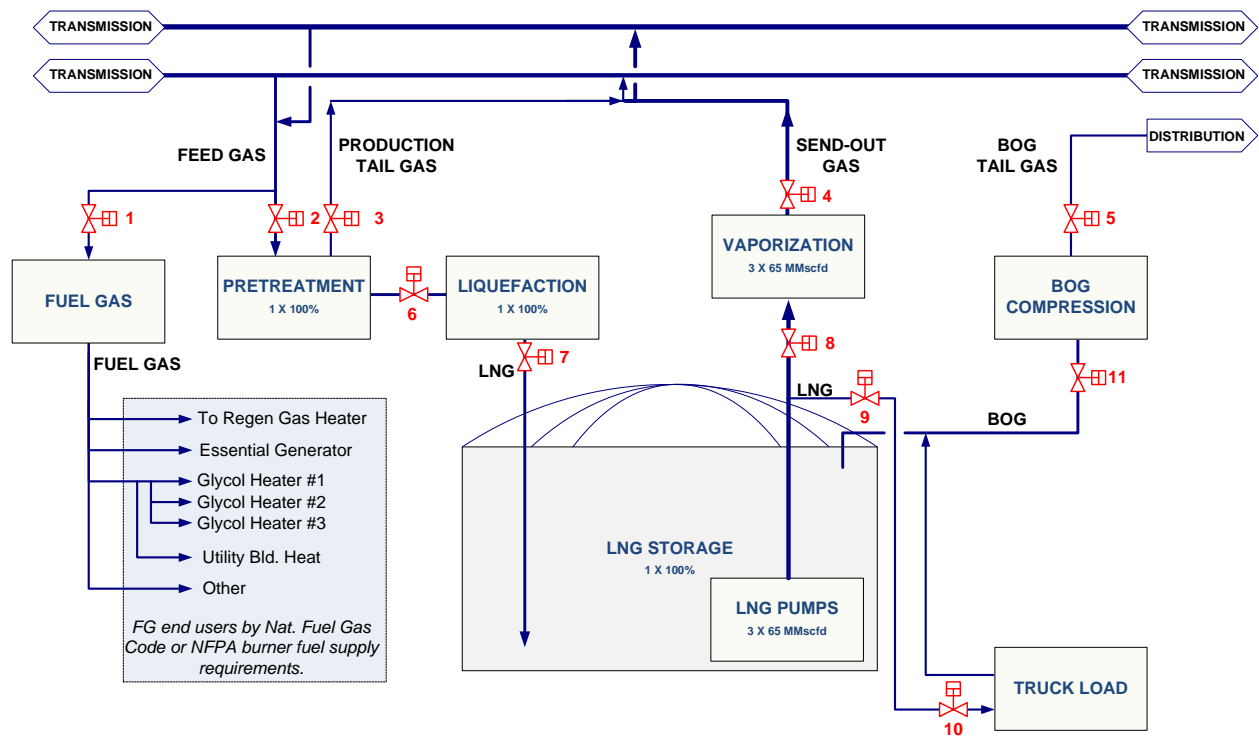 TRANSMISSION
TRANSMISSION
TRANSMISSION
TRANSMISSION
FEED GAS
PRODUCTION
TAIL GAS
SEND-OUT
GAS
BOG
TAIL GAS
DISTRIBUTION
1
2
3
4
5
FUEL GAS
PRETREATMENT
1 X 100%
6
LIQUEFACTION
1 X 100%
VAPORIZATION
3 X 65 MMscfd
BOG
COMPRESSION
FUEL GAS
LNG
7
8
LNG
9
11
BOG
To Regen Gas Heater
Essential Generator
Glycol Heater #1
Glycol Heater #2
Glycol Heater #3
Utility Bld. Heat
Other
FG end users by Nat. Fuel Gas
Code or NFPA burner fuel supply
requirements.
LNG STORAGE
1 X 100%
LNG PUMPS
3 X 65 MMscfd
TRUCK LOAD
10